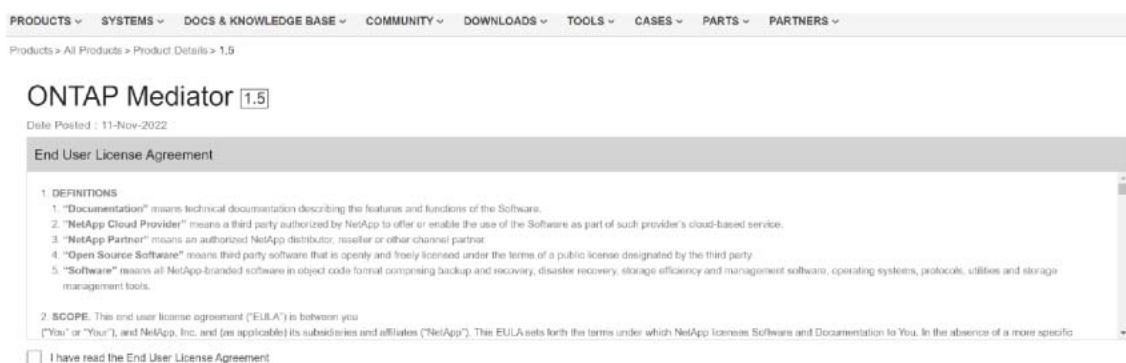 PRODUCTS SYSTEMS DOCS & KNOWLEDGE BASE COMMUNITY DOWNLOADS TOOLS CASES PARTS PARTNERS
Products > All Products > Product Details > 1.5
ONTAP Mediator 1.5
Date Posted : 11-Nov-2022
End User License Agreement
1. DEFINITIONS
1. "Documentation" means technical documentation describing the features and functions of the Software.
2. "NetApp Cloud Provider" means a third party authorized by NetApp to offer or enable the use of the Software as part of such provider's cloud-based service.
3. "NetApp Partner" means an authorized NetApp distributor, reseller or other channel partner.
4. "Open Source Software" means third party software that is openly and freely licensed under the terms of a public license designated by the third party.
5. "Software" means all NetApp-branded software in object code format comprising backup and recovery, disaster recovery, storage efficiency and management software, operating systems, protocols, utilities and storage
management tools.
2. SCOPE. This end user license agreement ("EULA") is between you
("You" or "Your"), and NetApp, Inc. and (as applicable) its subsidiaries and affiliates ("NetApp"). This EULA sets forth the terms under which NetApp licenses Software and Documentation to You. In the absence of a more specific
I have read the End User License Agreement